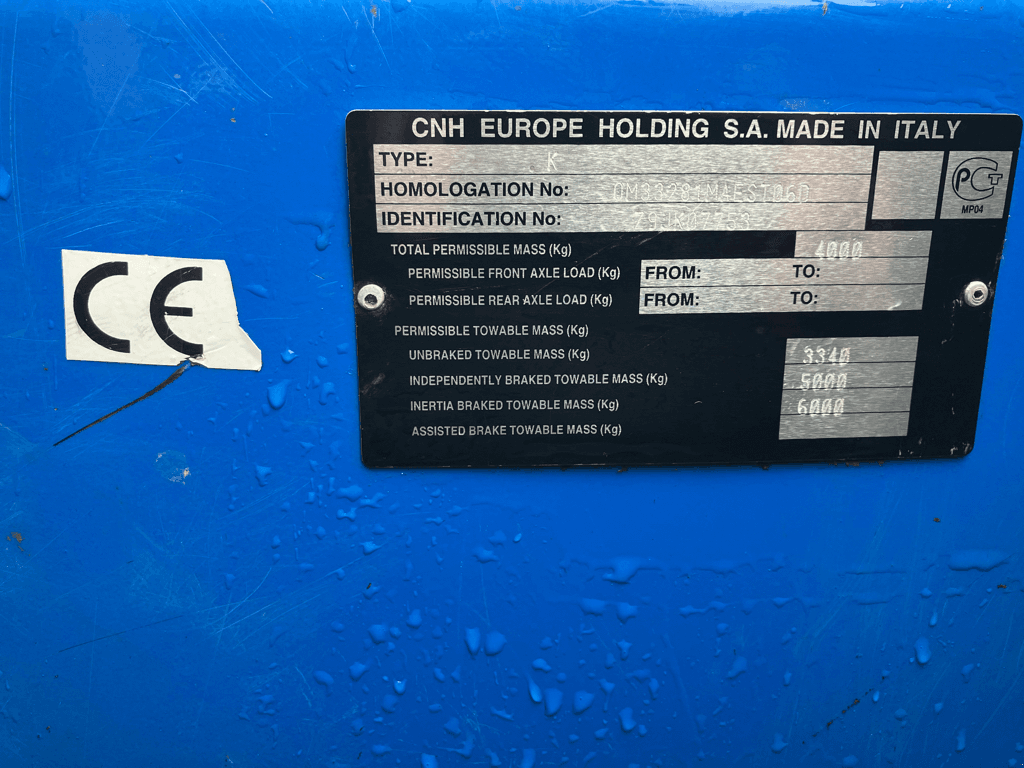 CNH EUROPE HOLDING S.A. MADE IN ITALY
TYPE: K
HOMOLOGATION No: OM33281MAEST06D
IDENTIFICATION No:
PCT
MP04
TOTAL PERMISSIBLE MASS (Kg) 4000
PERMISSIBLE FRONT AXLE LOAD (Kg) FROM: TO:
PERMISSIBLE REAR AXLE LOAD (Kg) FROM: TO:
PERMISSIBLE TOWABLE MASS (Kg)
UNBRAKED TOWABLE MASS (Kg) 3340
INDEPENDENTLY BRAKED TOWABLE MASS (Kg) 5000
INERTIA BRAKED TOWABLE MASS (Kg) 6000
ASSISTED BRAKE TOWABLE MASS (Kg)
CE